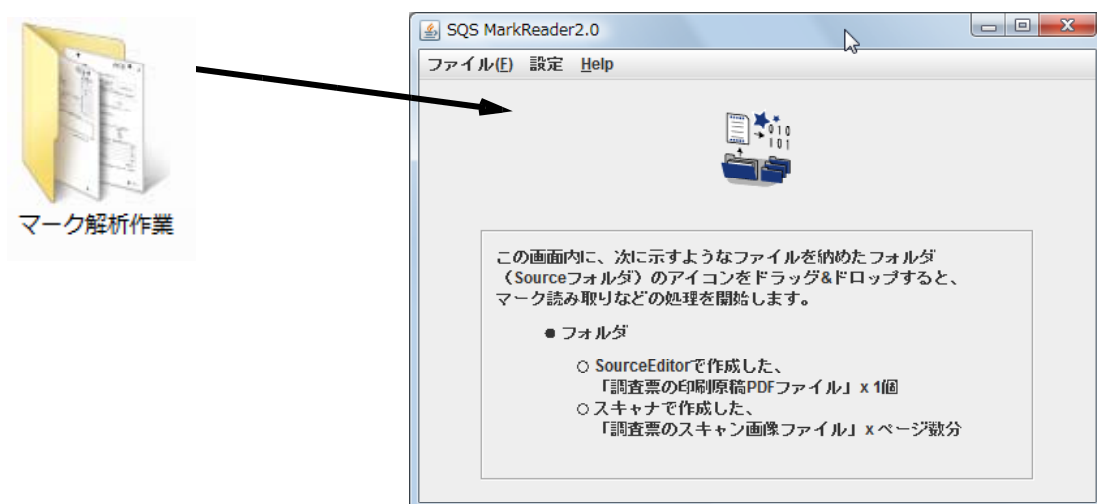 マーク解析作業
SQS MarkReader2.0
ファイル(F) 設定 Help
010
101
この画面内に、次に示すようなファイルを納めたフォルダ
（Sourceフォルダ）のアイコンをドラッグ&ドロップすると、
マーク読み取りなどの処理を開始します。
● フォルダ
○ SourceEditorで作成した、
「調査票の印刷原稿PDFファイル」 x 1個
○ スキャナで作成した、
「調査票のスキャン画像ファイル」 x ページ数分